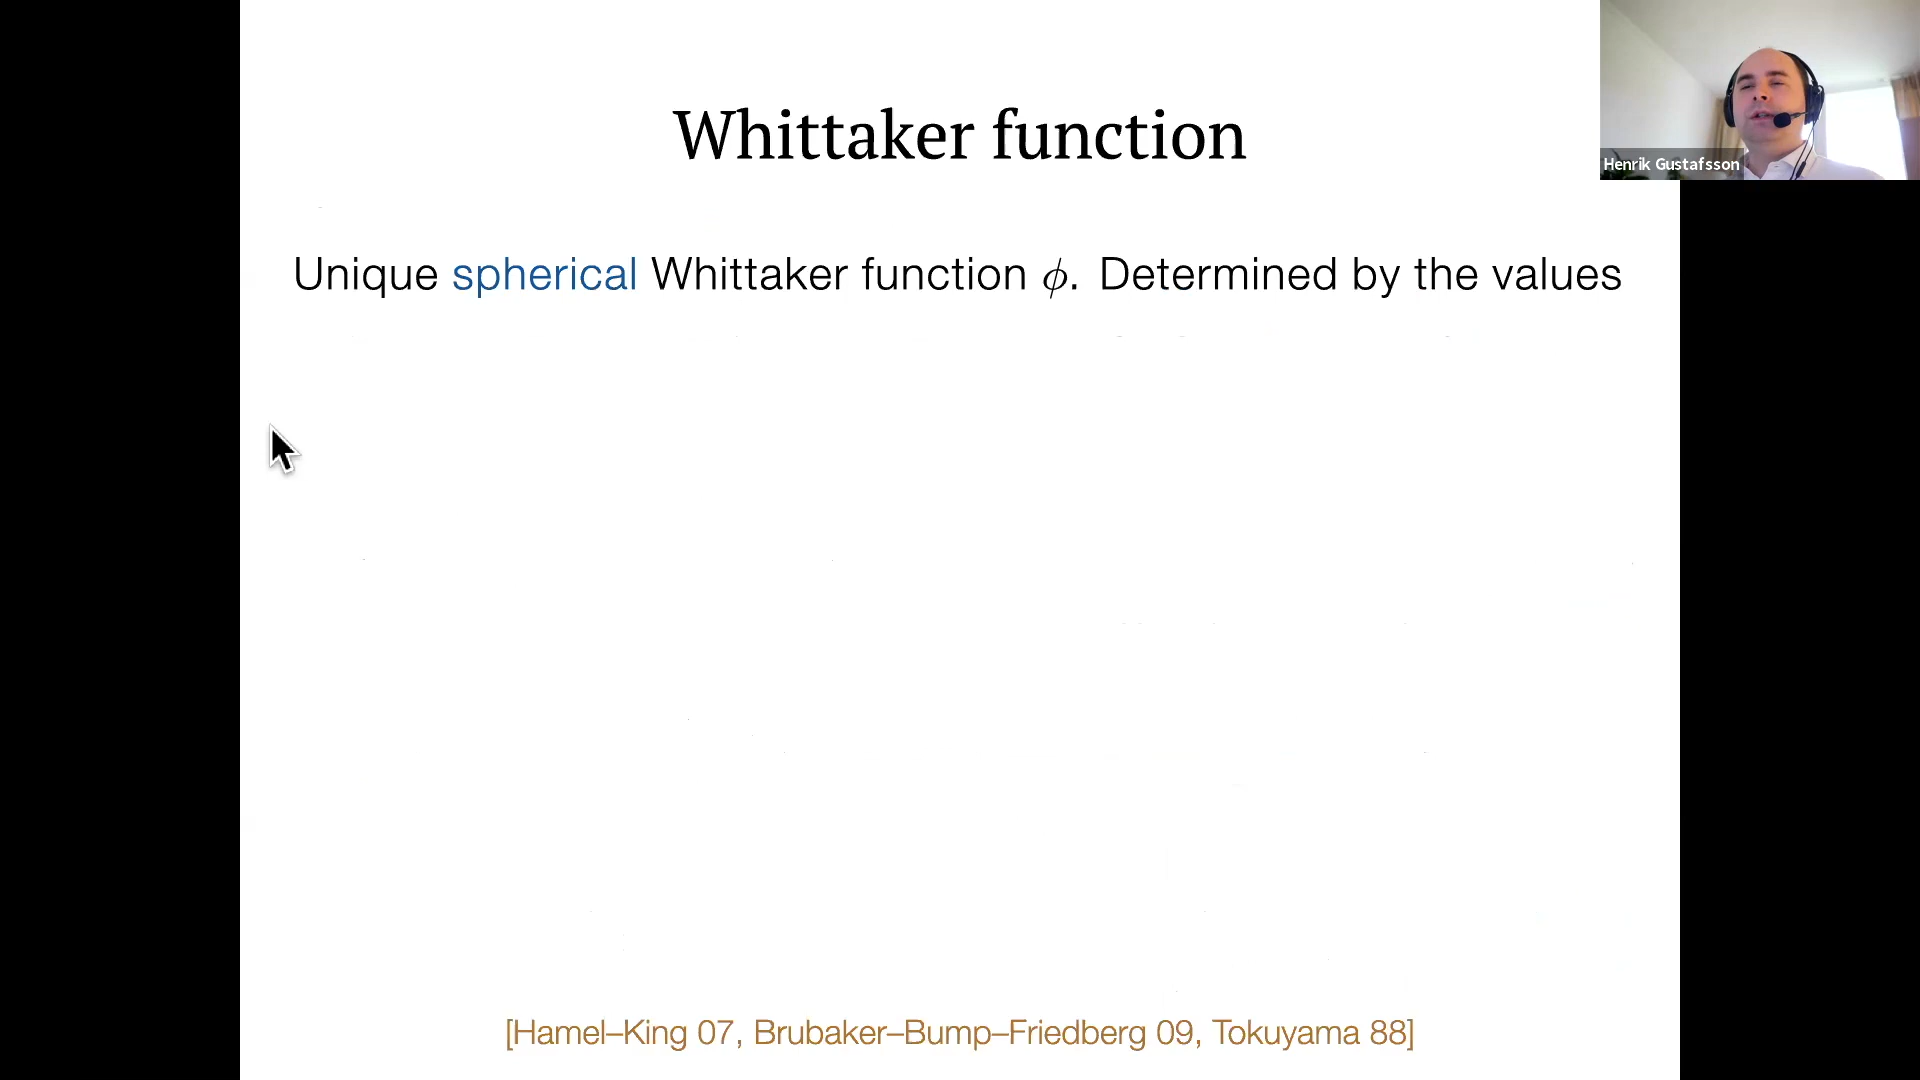 Whittaker function
Henrik Gustafsson
Unique spherical Whittaker function ϕ. Determined by the values
[Hamel–King 07, Brubaker–Bump–Friedberg 09, Tokuyama 88]